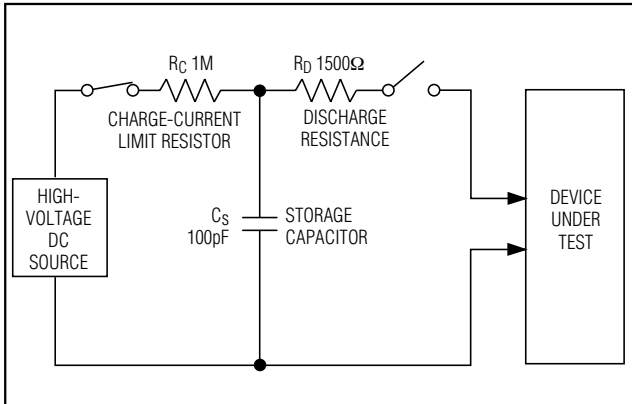 R_C 1M
CHARGE-CURRENT
LIMIT RESISTOR
R_D 1500Ω
DISCHARGE
RESISTANCE
HIGH-
VOLTAGE
DC
SOURCE
C_S
100pF
STORAGE
CAPACITOR
DEVICE
UNDER
TEST